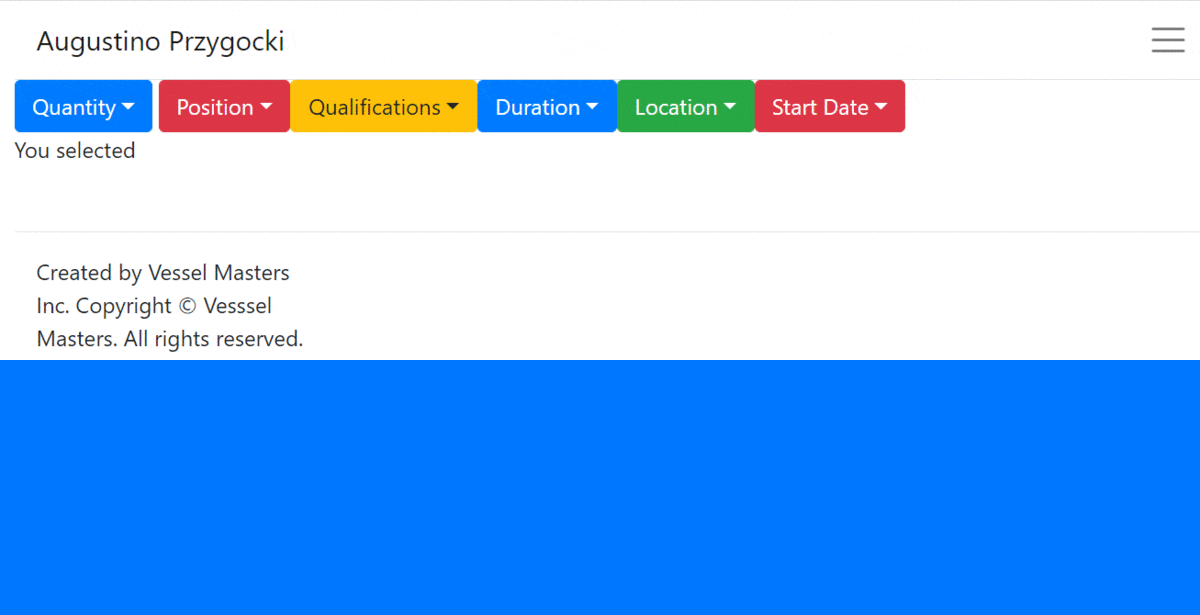 Augustino Przygocki
Quantity Position Qualifications Duration Location Start Date
You selected
Created by Vessel Masters
Inc. Copyright © Vesssel
Masters. All rights reserved.